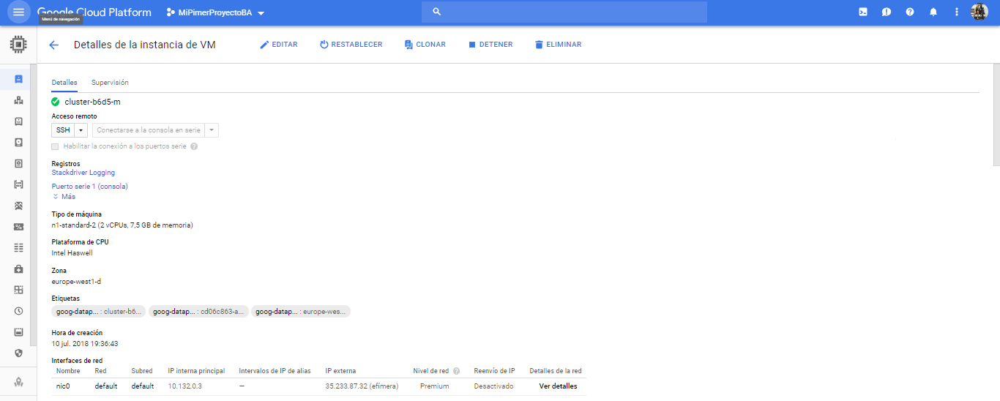 Google Cloud Platform MiPimerProyectoBA
Menú de navegación
Detalles de la instancia de VM EDITAR RESTABLECER CLONAR DETENER ELIMINAR
Detalles Supervisión
cluster-b6d5-m
Acceso remoto
SSH Conectarse a la consola en serie
Habilitar la conexión a los puertos serie ?
Registros
Stackdriver Logging
Puerto serie 1 (consola)
Más
Tipo de máquina
n1-standard-2 (2 vCPUs, 7,5 GB de memoria)
Plataforma de CPU
Intel Haswell
Zona
europe-west1-d
Etiquetas
goog-datap... : cluster-b6... goog-datap... : cd06c863-a... goog-datap... : europe-wes...
Hora de creación
10 jul. 2018 19:36:43
Interfaces de red
Nombre Red Subred IP interna principal Intervalos de IP de alias IP externa Nivel de red ? Reenvío de IP Detalles de la red
nic0 default default 10.132.0.3 — 35.233.87.32 (efímera) Premium Desactivado Ver detalles